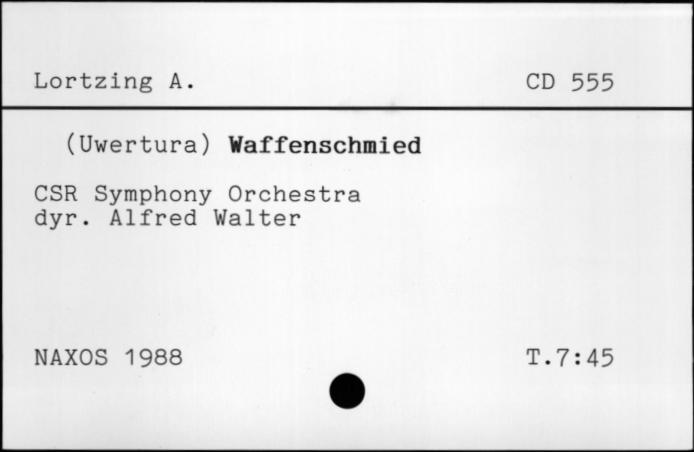 Lortzing A. CD 555
(Uwertura) Waffenschmied
CSR Symphony Orchestra
dyr. Alfred Walter
NAXOS 1988 T.7:45